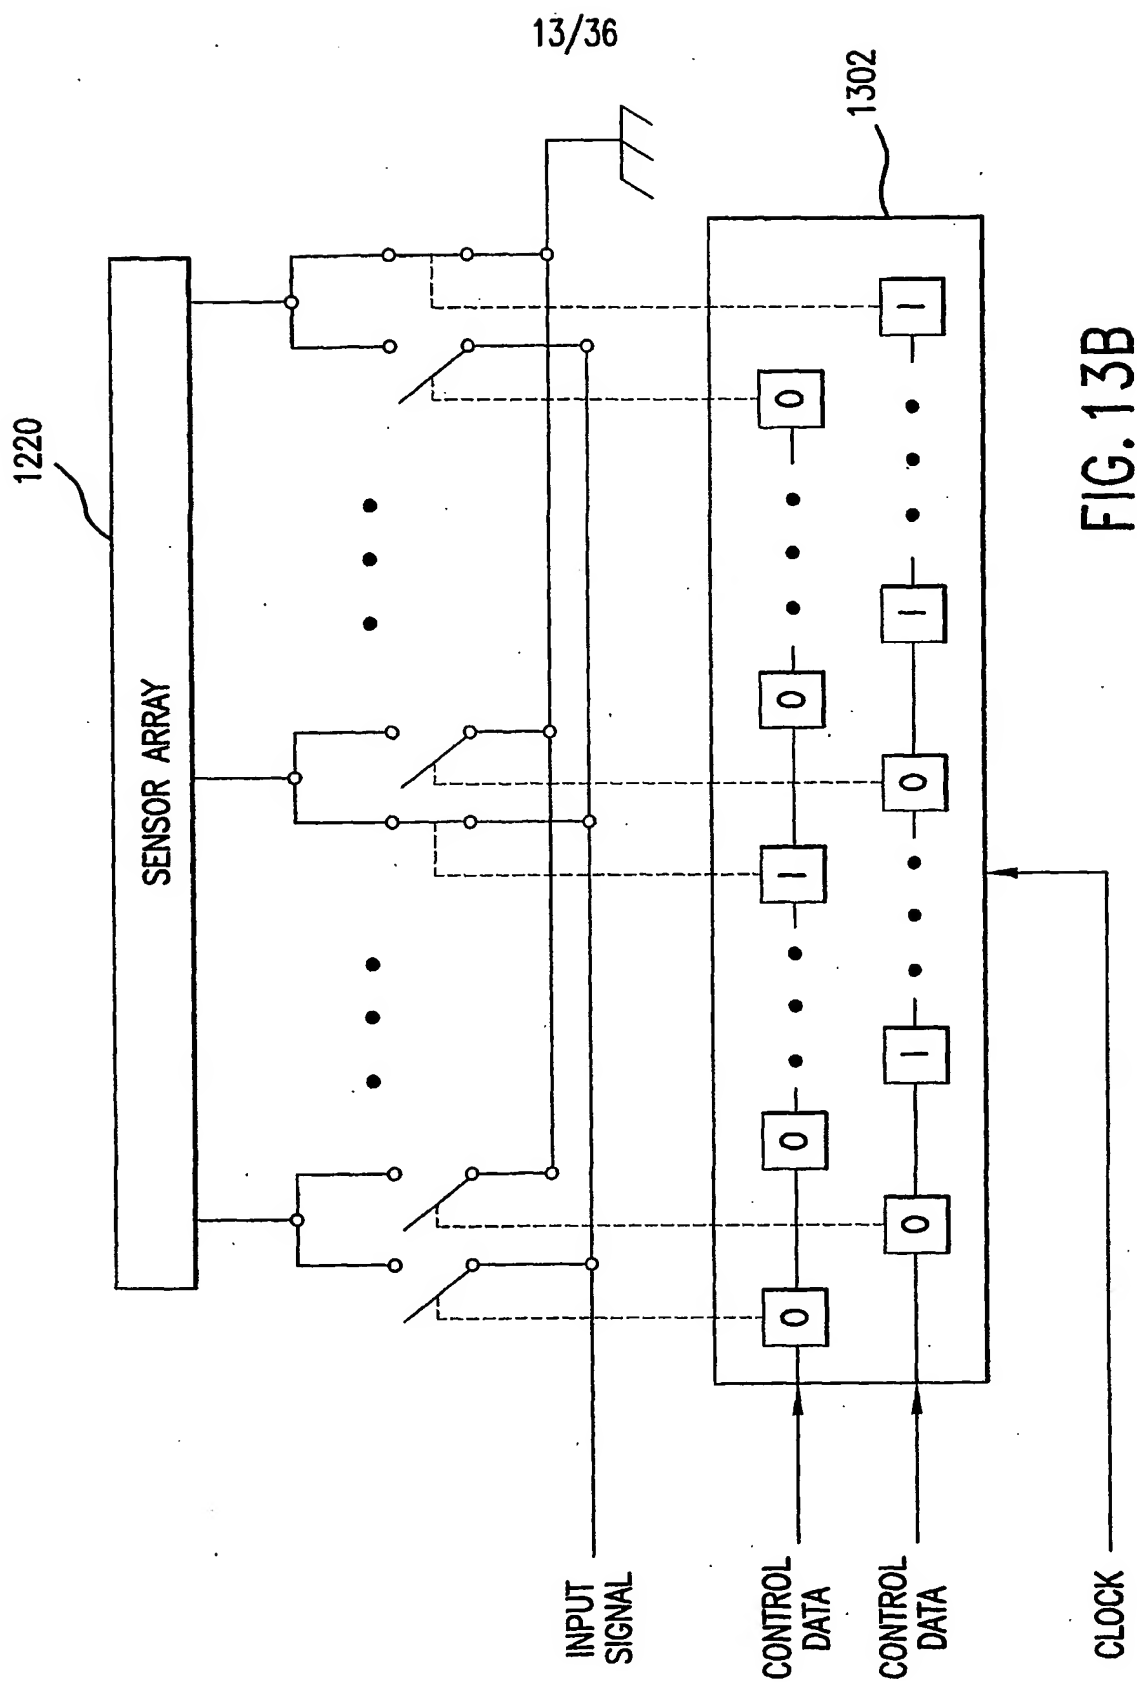 13/36
1220
SENSOR ARRAY
INPUT
SIGNAL
1302
0
0
1
0
0
0
1
0
1
1
CONTROL
DATA
CONTROL
DATA
CLOCK
FIG. 13B